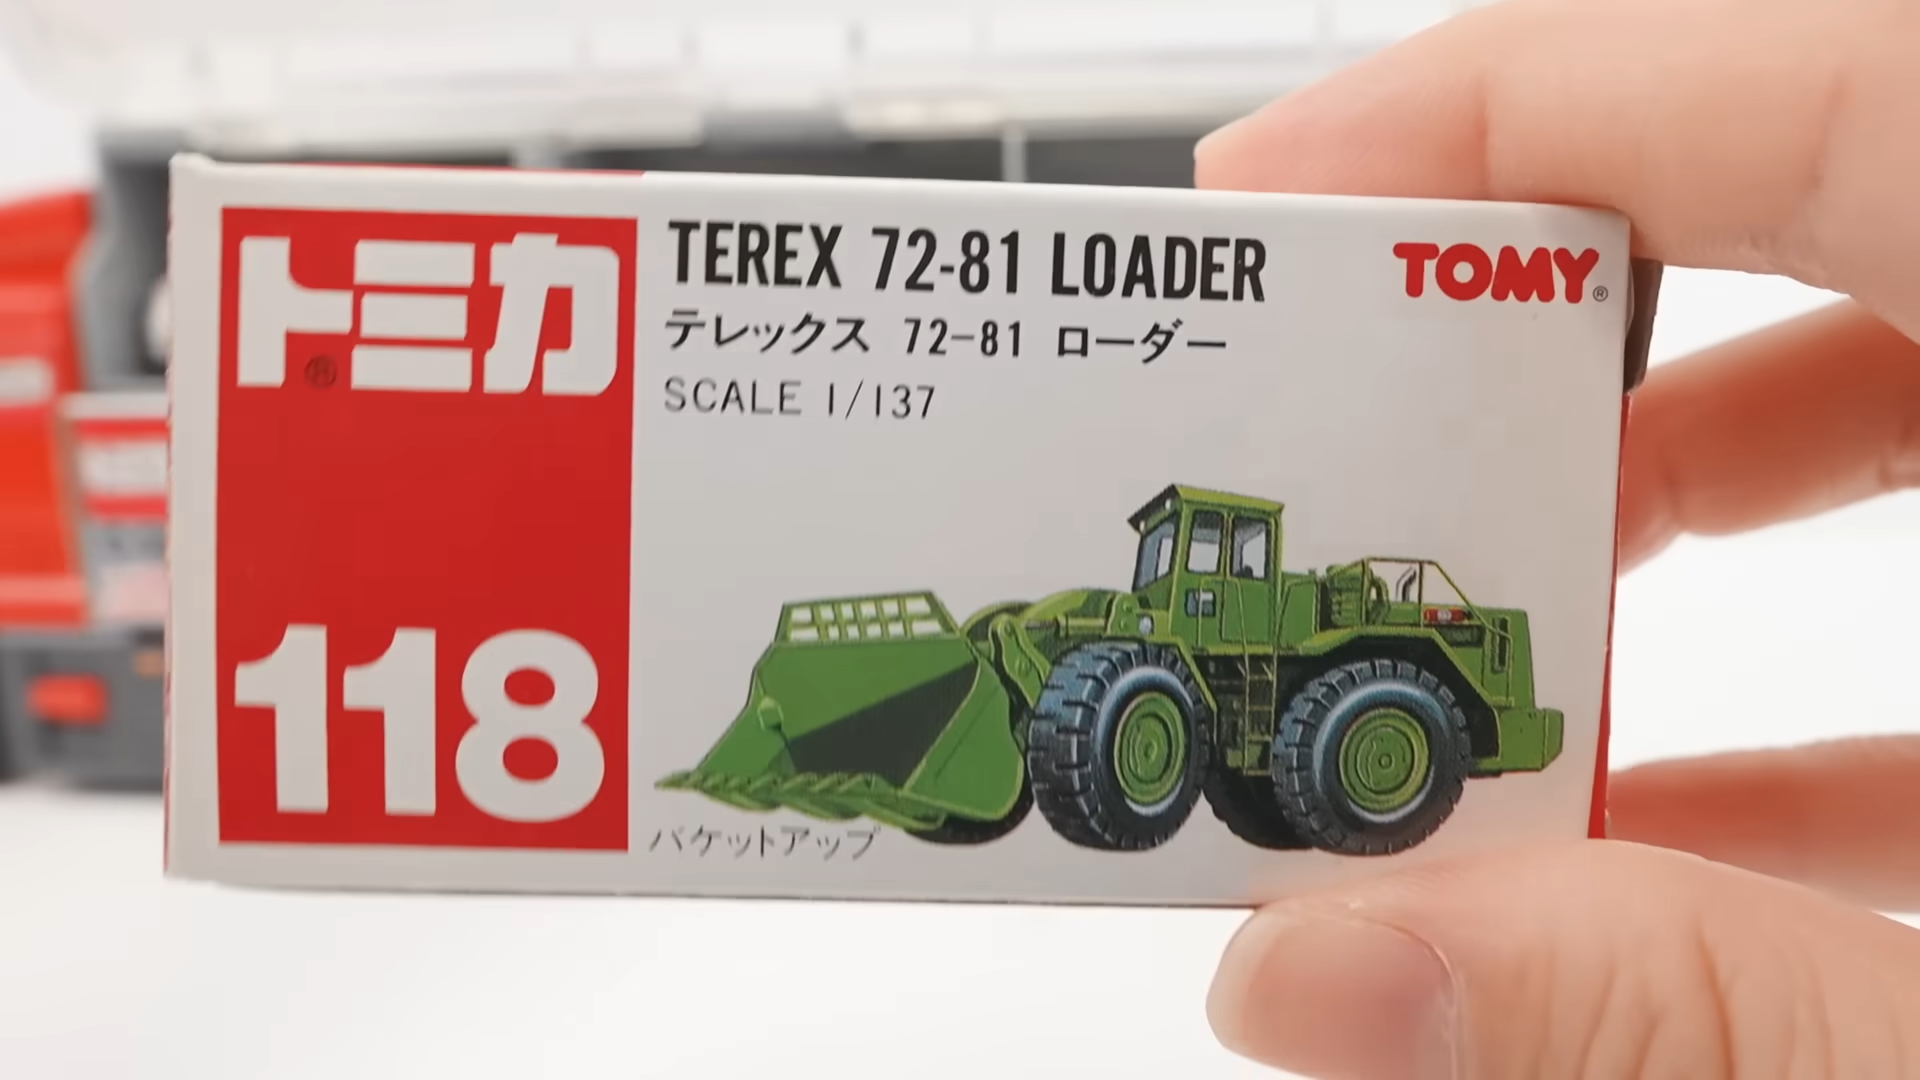 トミカ®
118
TEREX 72-81 LOADER
テレックス 72-81 ローダー
SCALE 1/137
TOMY®
バケットアップ